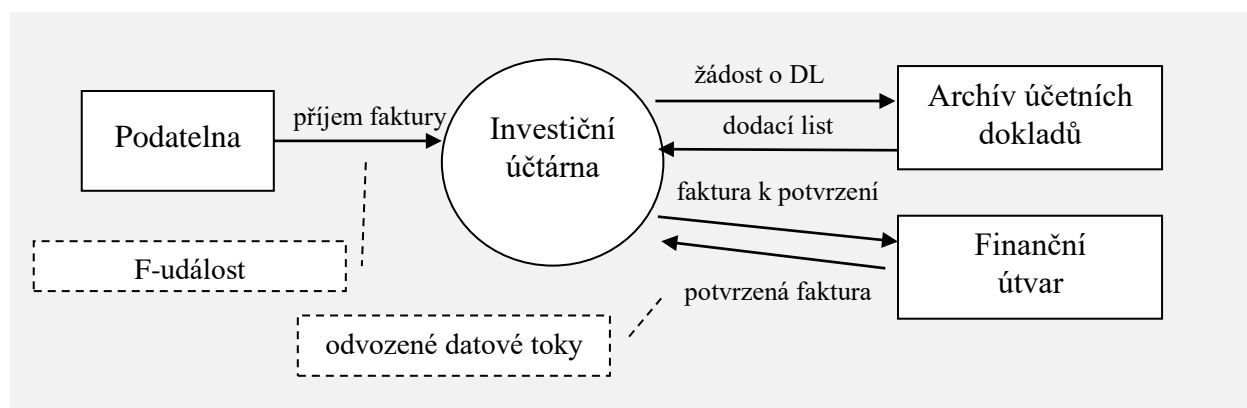 Podatelna
příjem faktury
Investiční
účtárna
žádost o DL
dodací list
Archív účetních
dokladů
faktura k potvrzení
potvrzená faktura
Finanční
útvar
F-událost
odvozené datové toky